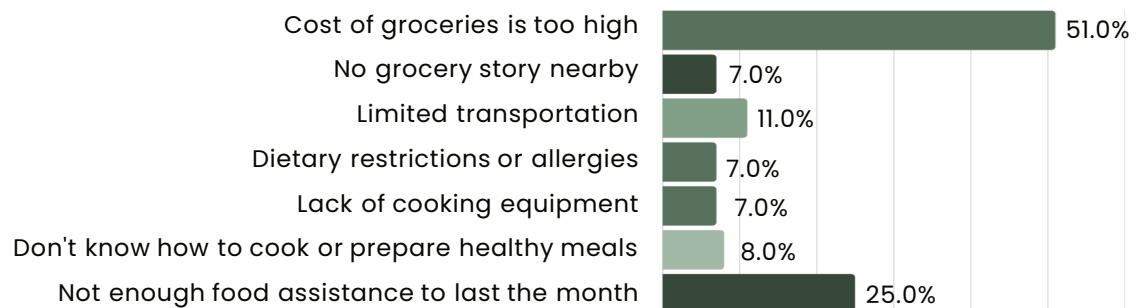 Cost of groceries is too high 51.0%
No grocery story nearby 7.0%
Limited transportation 11.0%
Dietary restrictions or allergies 7.0%
Lack of cooking equipment 7.0%
Don't know how to cook or prepare healthy meals 8.0%
Not enough food assistance to last the month 25.0%